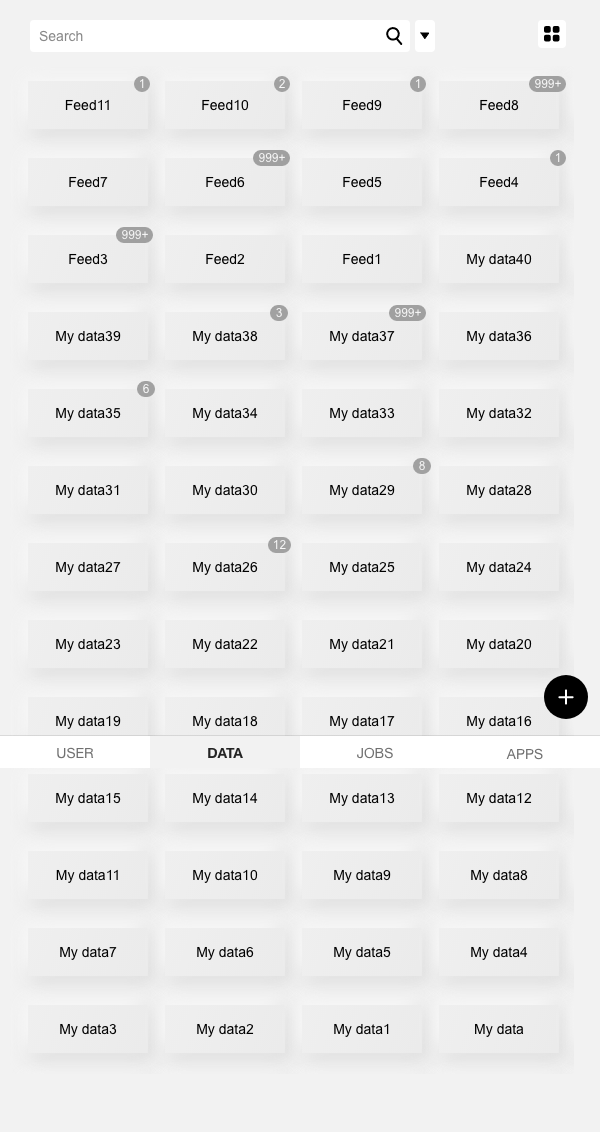 Search
1
2
1
999+
Feed11 Feed10 Feed9 Feed8
999+
1
Feed7 Feed6 Feed5 Feed4
999+
Feed3 Feed2 Feed1 My data40
3
999+
My data39 My data38 My data37 My data36
6
My data35 My data34 My data33 My data32
8
My data31 My data30 My data29 My data28
12
My data27 My data26 My data25 My data24
My data23 My data22 My data21 My data20
My data19 My data18 My data17 My data16
USER DATA JOBS APPS
My data15 My data14 My data13 My data12
My data11 My data10 My data9 My data8
My data7 My data6 My data5 My data4
My data3 My data2 My data1 My data